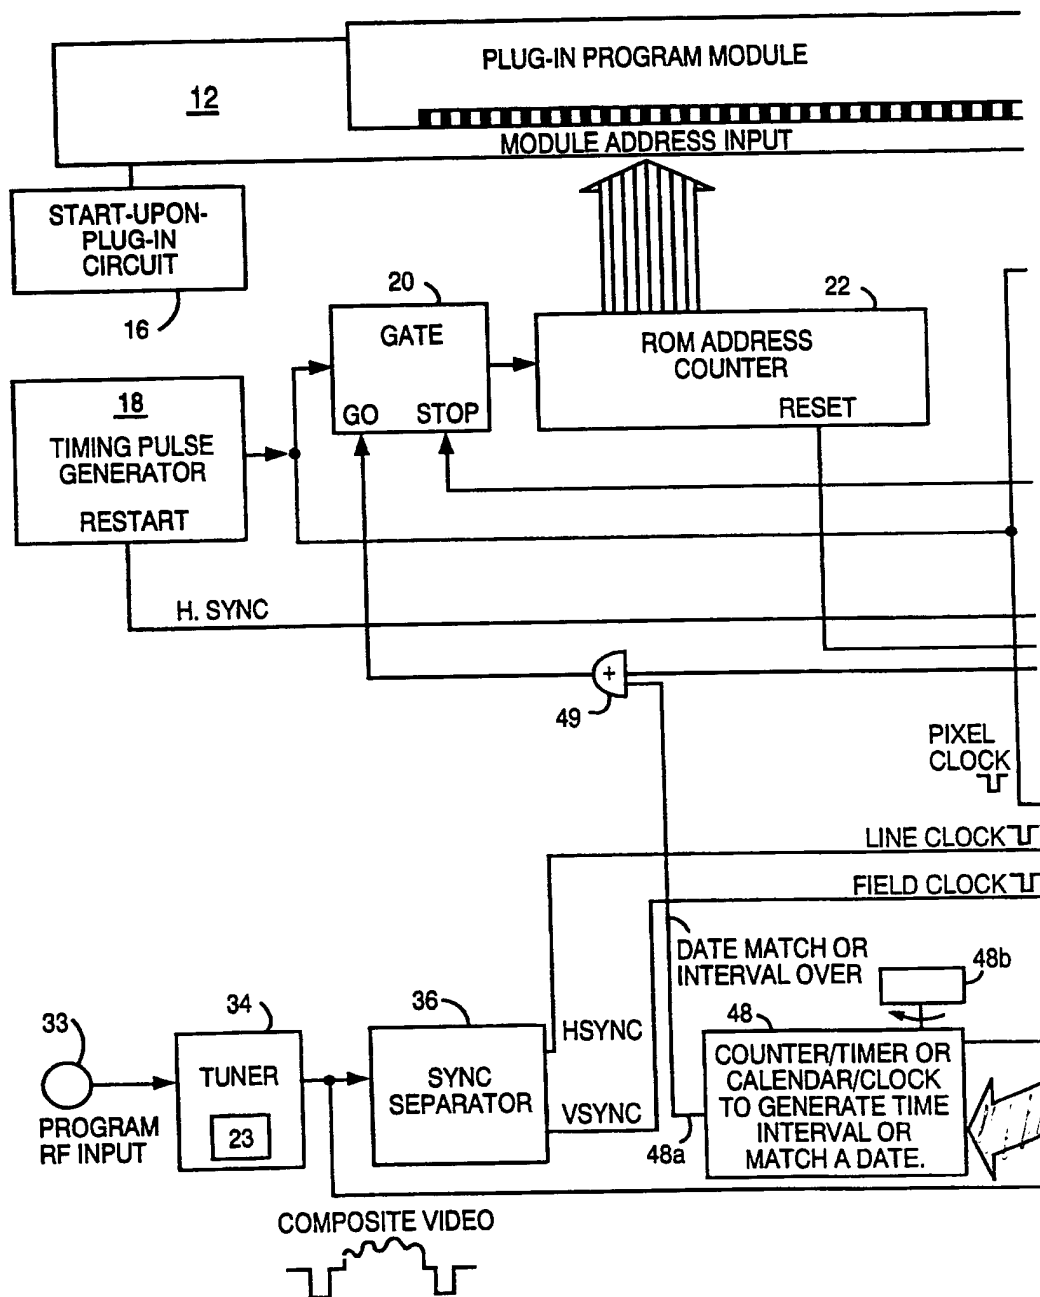 PLUG-IN PROGRAM MODULE
12
MODULE ADDRESS INPUT
START-UPON-
PLUG-IN
CIRCUIT
16
20
GATE
GO STOP
22
ROM ADDRESS
COUNTER
RESET
18
TIMING PULSE
GENERATOR
RESTART
H. SYNC
+
49
PIXEL
CLOCK
LINE CLOCK
FIELD CLOCK
DATE MATCH OR
INTERVAL OVER
48b
33
PROGRAM
RF INPUT
34
TUNER
23
36
SYNC
SEPARATOR
HSYNC
VSYNC
48a
48
COUNTER/TIMER OR
CALENDAR/CLOCK
TO GENERATE TIME
INTERVAL OR
MATCH A DATE.
COMPOSITE VIDEO